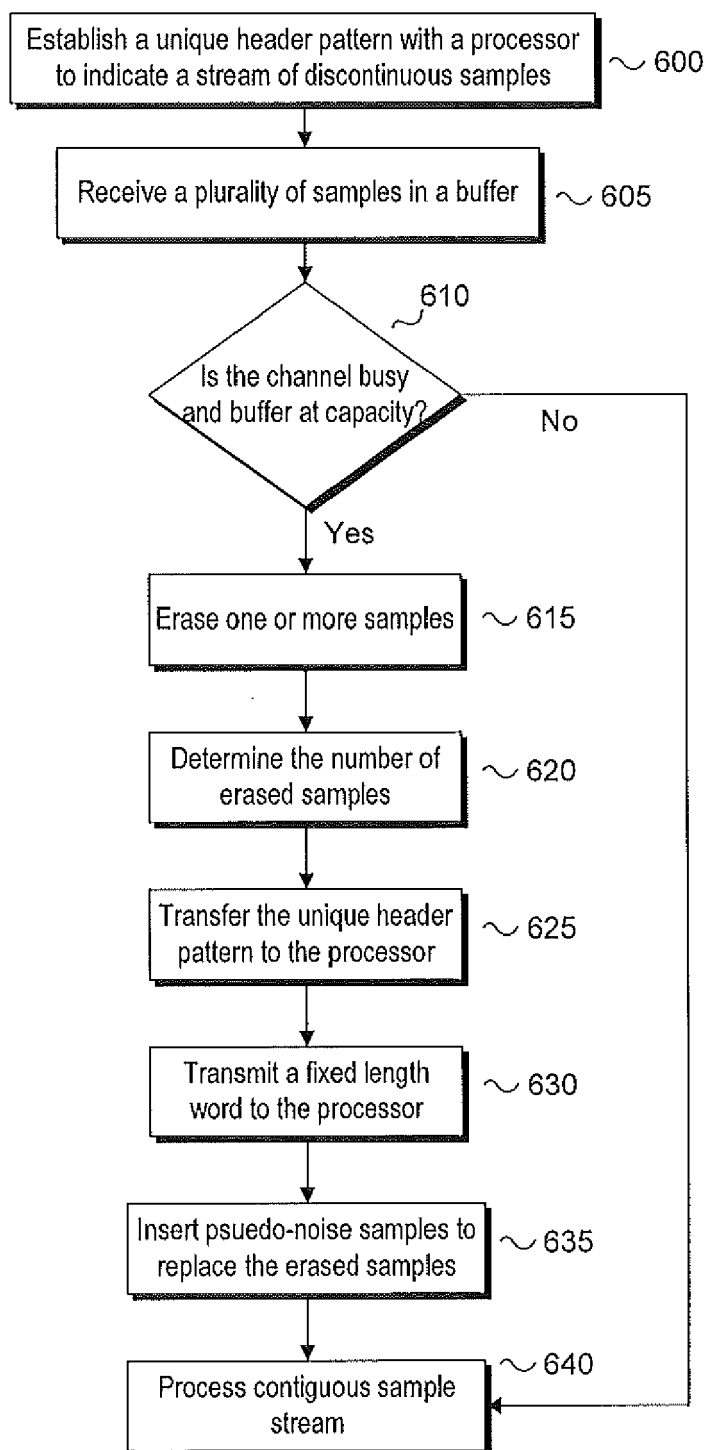 Establish a unique header pattern with a processor
to indicate a stream of discontinuous samples
600
Receive a plurality of samples in a buffer
605
610
Is the channel busy
and buffer at capacity?
No
Yes
Erase one or more samples
615
Determine the number of
erased samples
620
Transfer the unique header
pattern to the processor
625
Transmit a fixed length
word to the processor
630
Insert psuedo-noise samples to
replace the erased samples
635
640
Process contiguous sample
stream